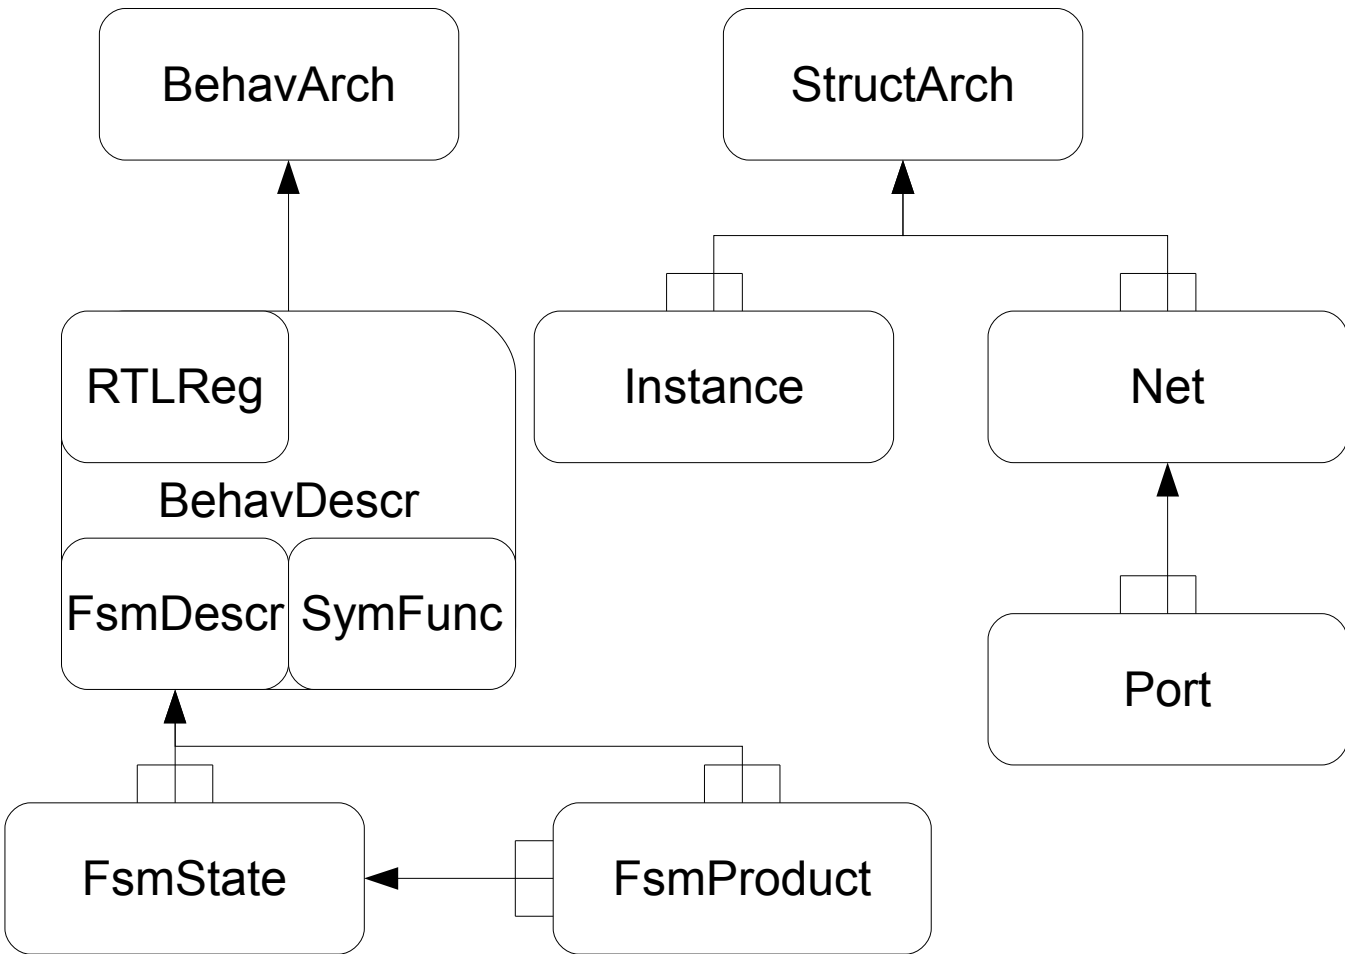 BehavArch
StructArch
RTLReg
Instance
Net
BehavDescr
FsmDescr
SymFunc
Port
FsmState
FsmProduct